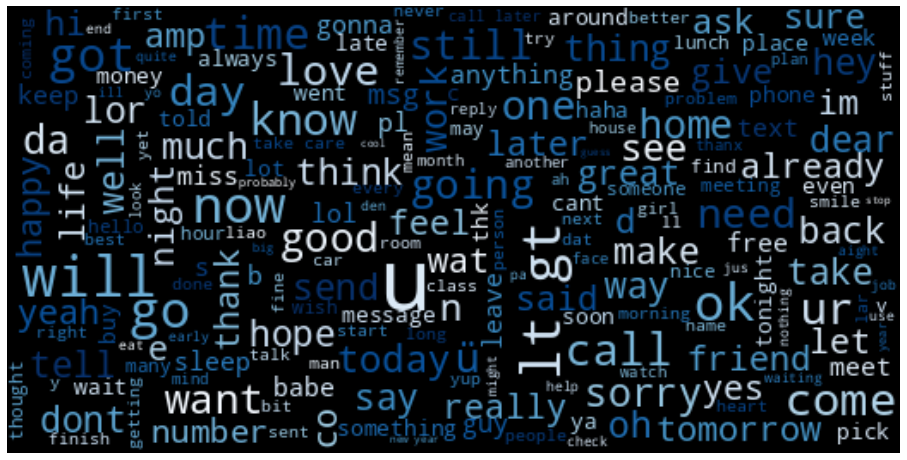 coming
first
hi
end
quite
got
amp
time
always
gonna
late
never
call later
around
better
ask
sure
remember
still
try
thing
lunch
place
week
hey
stuff
money
ill
yo
love
went
msg
c
work
anything
please
problem
plan
give
phone
im
keep
lor
day
told
know
pl
reply
one
haha
may
house
later
home
text
dear
da
yet
take care
cool
much
mean
month
see
thanx
guess
already
happy
life
well
look
night
miss
lot
probably
think
every
going
another
ah
great
someone
find
meeting
even
smile
stop
hello
best
now
lol
den
feel
thk
person
cant
next
d
girl
ll
need
back
hour
liao
good
room
wat
dat
make
free
aight
will
s
done
b
big
fine
car
u
class
lt gt
pa
face
way
nice
jus
tonight
take
job
yeah
go
thank
wish
send
n
leave
said
morning
ok
nothing
ur
v
use
year
lar
right
buy
e
early
hope
start
message
long
soon
name
let
tell
eat
many
sleep
talk
man
today
ü
yup
might
call
watch
friend
waiting
meet
thought
y
wait
mind
getting
want
bit
babe
say
really
help
sorry
heart
yes
come
dont
finish
number
sent
co
something
new year
guy
people
ya
check
oh
tomorrow
pick